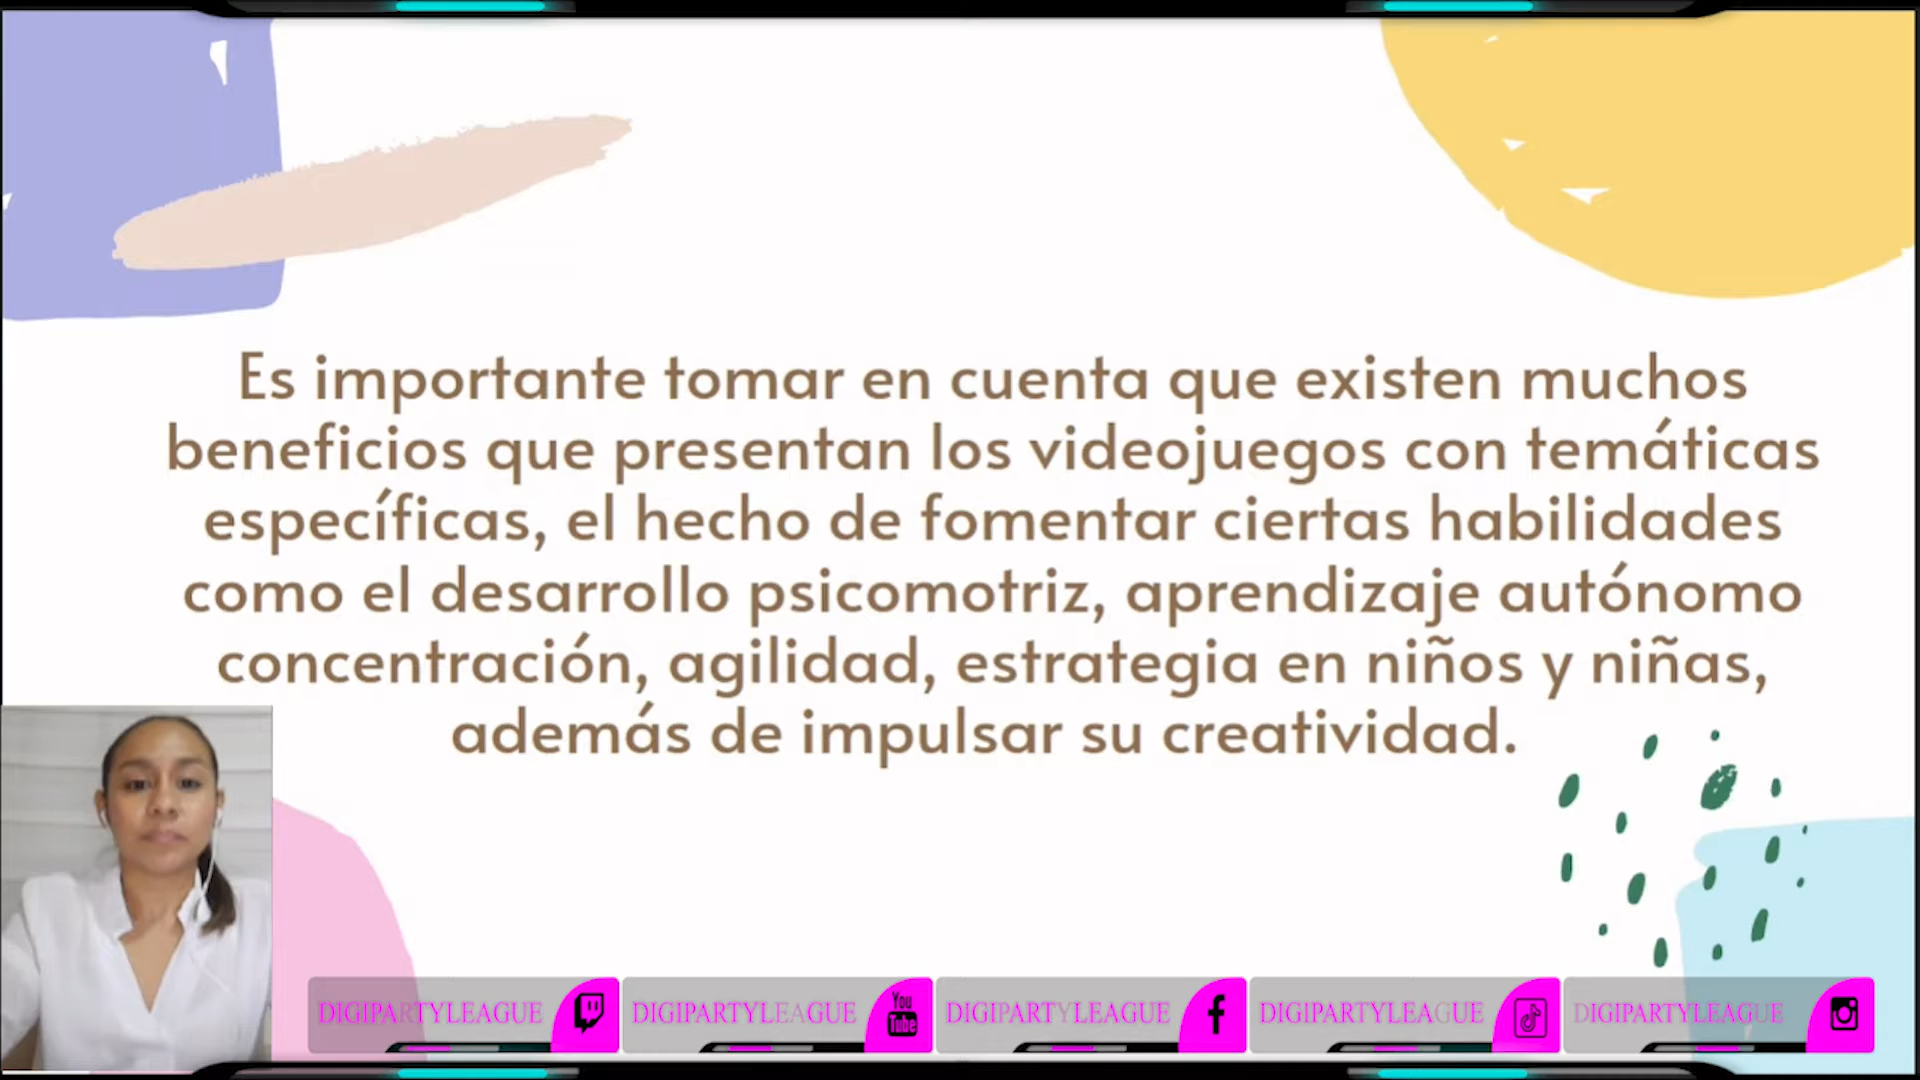 Es importante tomar en cuenta que existen muchos
beneficios que presentan los videojuegos con temáticas
específicas, el hecho de fomentar ciertas habilidades
como el desarrollo psicomotriz, aprendizaje autónomo
concentración, agilidad, estrategia en niños y niñas,
además de impulsar su creatividad.
DIGIPARTYLEAGUE DIGIPARTYLEAGUE You Tube DIGIPARTYLEAGUE DIGIPARTYLEAGUE DIGIPARTYLEAGUE